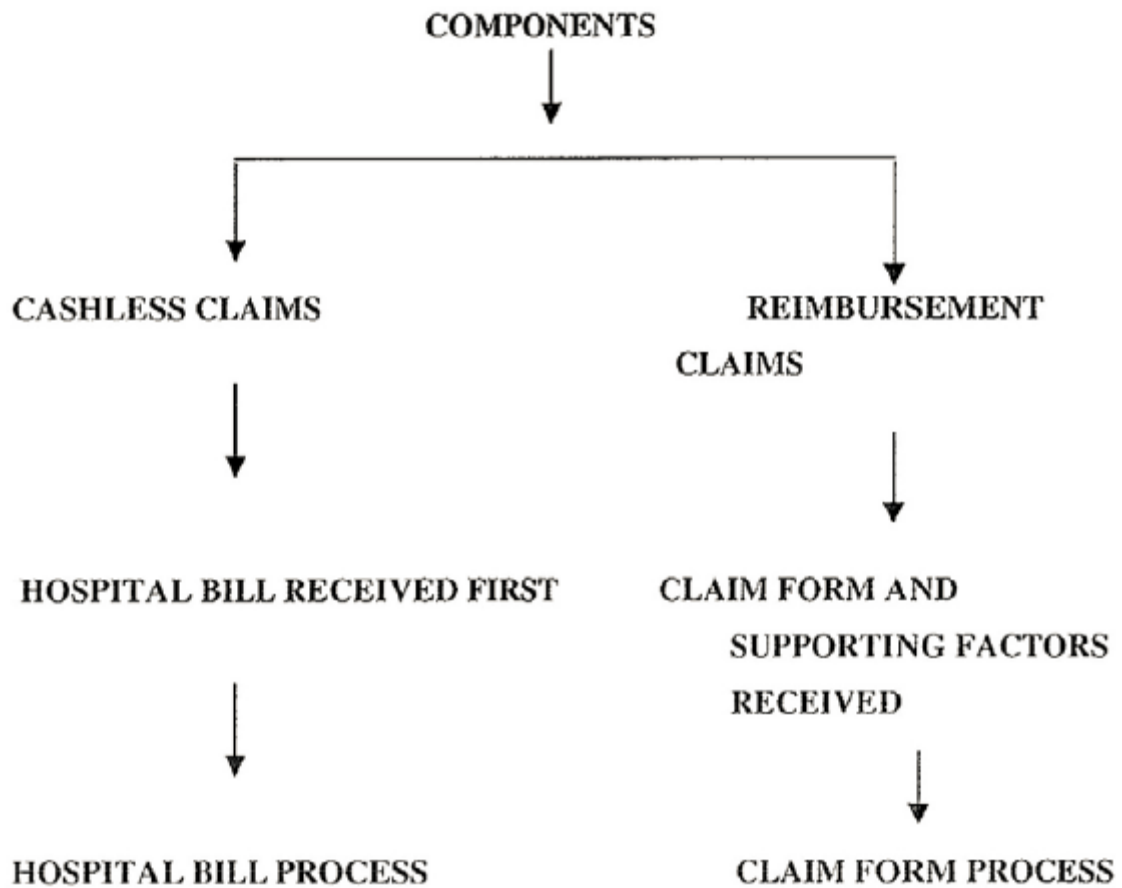 COMPONENTS
CASHLESS CLAIMS
REIMBURSEMENT
CLAIMS
HOSPITAL BILL RECEIVED FIRST
CLAIM FORM AND
SUPPORTING FACTORS
RECEIVED
HOSPITAL BILL PROCESS
CLAIM FORM PROCESS